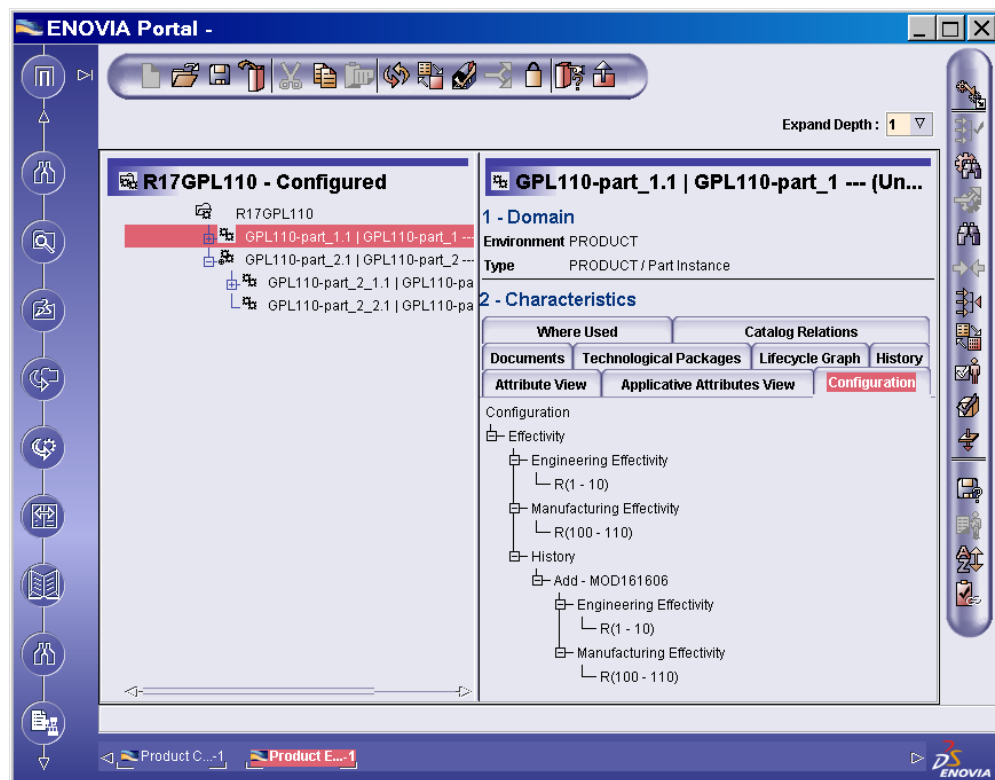 ENOVIA Portal -
Expand Depth : 1
R17GPL110 - Configured
R17GPL110
GPL110-part_1.1 | GPL110-part_1 ---
GPL110-part_2.1 | GPL110-part_2 ---
GPL110-part_2_1.1 | GPL110-pa
GPL110-part_2_2.1 | GPL110-pa
GPL110-part_1.1 | GPL110-part_1 --- (Un...
1 - Domain
Environment PRODUCT
Type PRODUCT / Part Instance
2 - Characteristics
Where Used Catalog Relations
Documents Technological Packages Lifecycle Graph History
Attribute View Applicative Attributes View Configuration
Configuration
Effectivity
Engineering Effectivity
R(1 - 10)
Manufacturing Effectivity
R(100 - 110)
History
Add - MOD161606
Engineering Effectivity
R(1 - 10)
Manufacturing Effectivity
R(100 - 110)
Product C...-1 Product E...-1
ENOVIA